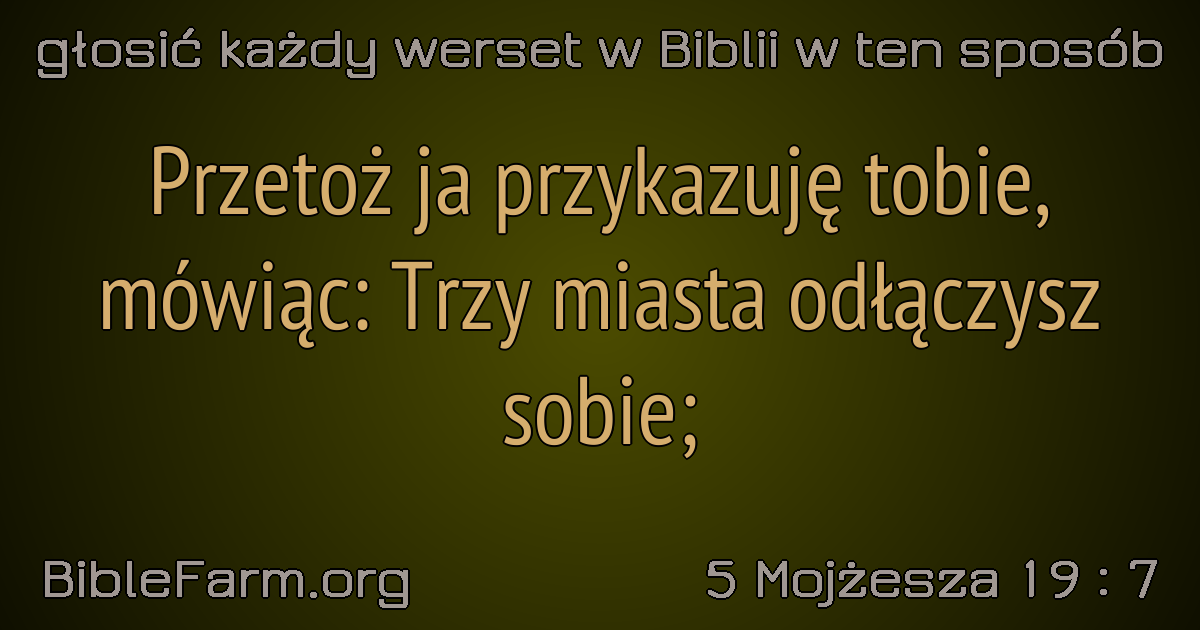 głosić każdy werset w Biblii w ten sposób
Przetoż ja przykazuję tobie,
mówiąc: Trzy miasta odłączysz
sobie;
BibleFarm.org
5 Mojżesza 19 : 7